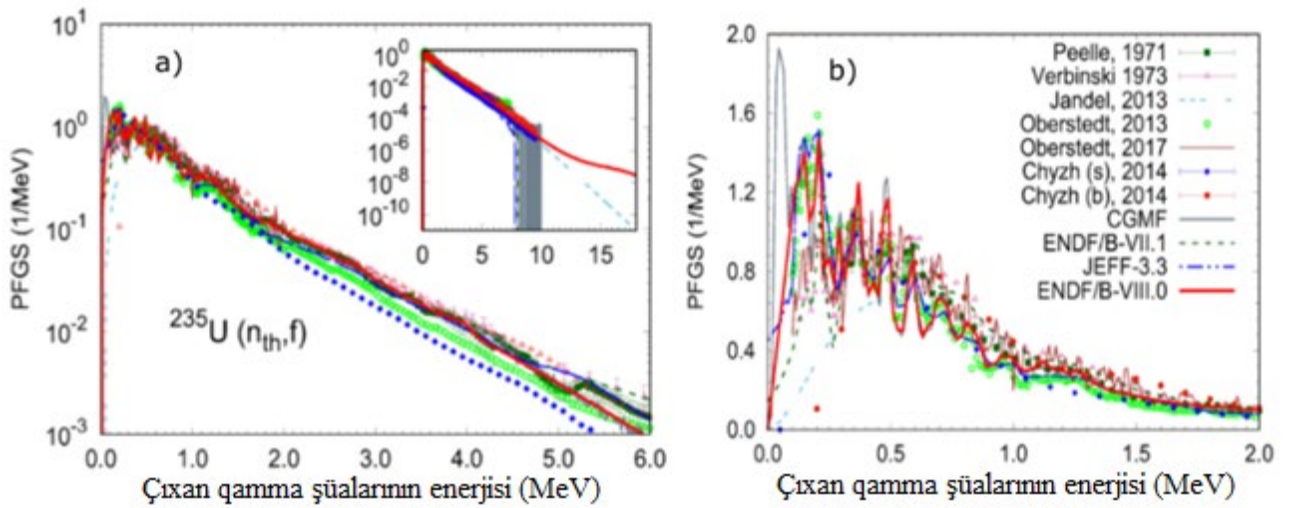 a)
PFGS (1/MeV)
10¹
10⁰
10⁻¹
10⁻²
10⁻³
²³⁵U (nₜₕ,f)
0.0 1.0 2.0 3.0 4.0 5.0 6.0
Çıxan qamma şüalarının enerjisi (MeV)
10⁰
10⁻²
10⁻⁴
10⁻⁶
10⁻⁸
10⁻¹⁰
0 5 10 15
b)
PFGS (1/MeV)
2.0
1.6
1.2
0.8
0.4
0.0
Peelle, 1971
Verbinski 1973
Jandel, 2013
Oberstedt, 2013
Oberstedt, 2017
Chyzh (s), 2014
Chyzh (b), 2014
CGMF
ENDF/B-VII.1
JEFF-3.3
ENDF/B-VIII.0
0.0 0.5 1.0 1.5 2.0
Çıxan qamma şüalarının enerjisi (MeV)